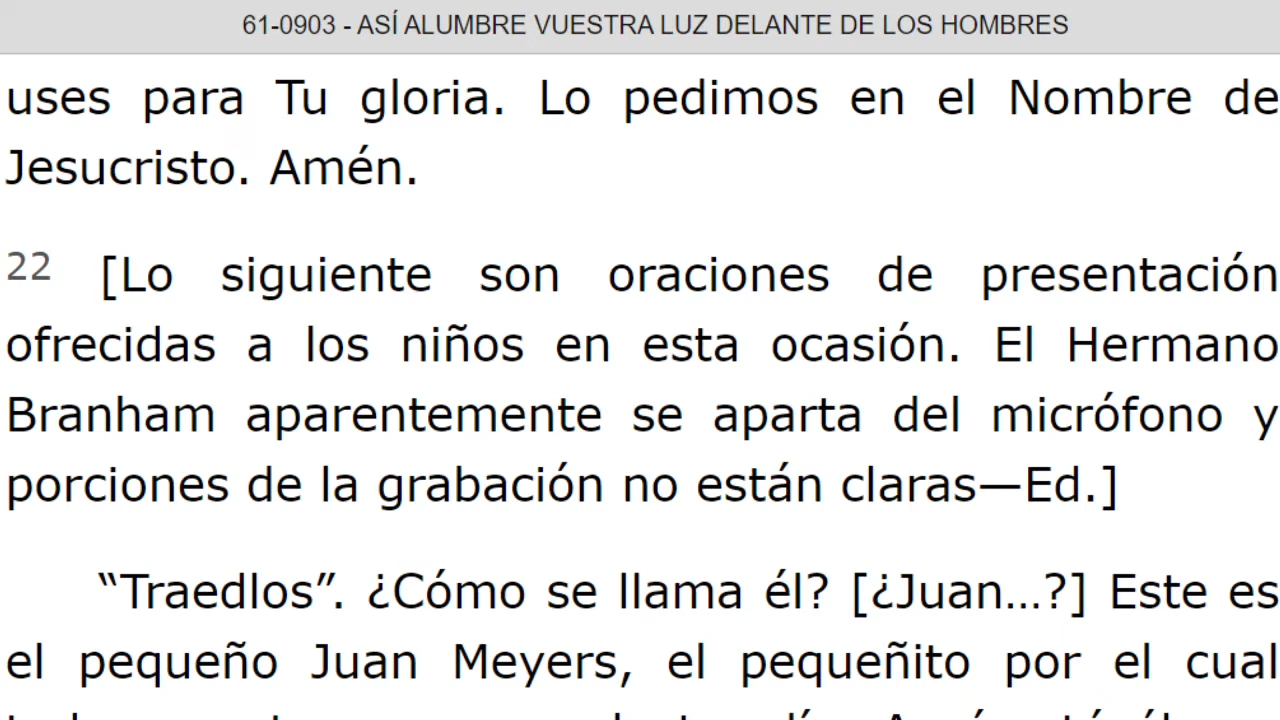 61-0903 - ASÍ ALUMBRE VUESTRA LUZ DELANTE DE LOS HOMBRES
uses para Tu gloria. Lo pedimos en el Nombre de
Jesucristo. Amén.
22 [Lo siguiente son oraciones de presentación
ofrecidas a los niños en esta ocasión. El Hermano
Branham aparentemente se aparta del micrófono y
porciones de la grabación no están claras—Ed.]
“Traedlos”. ¿Cómo se llama él? [¿Juan…?] Este es
el pequeño Juan Meyers, el pequeñito por el cual